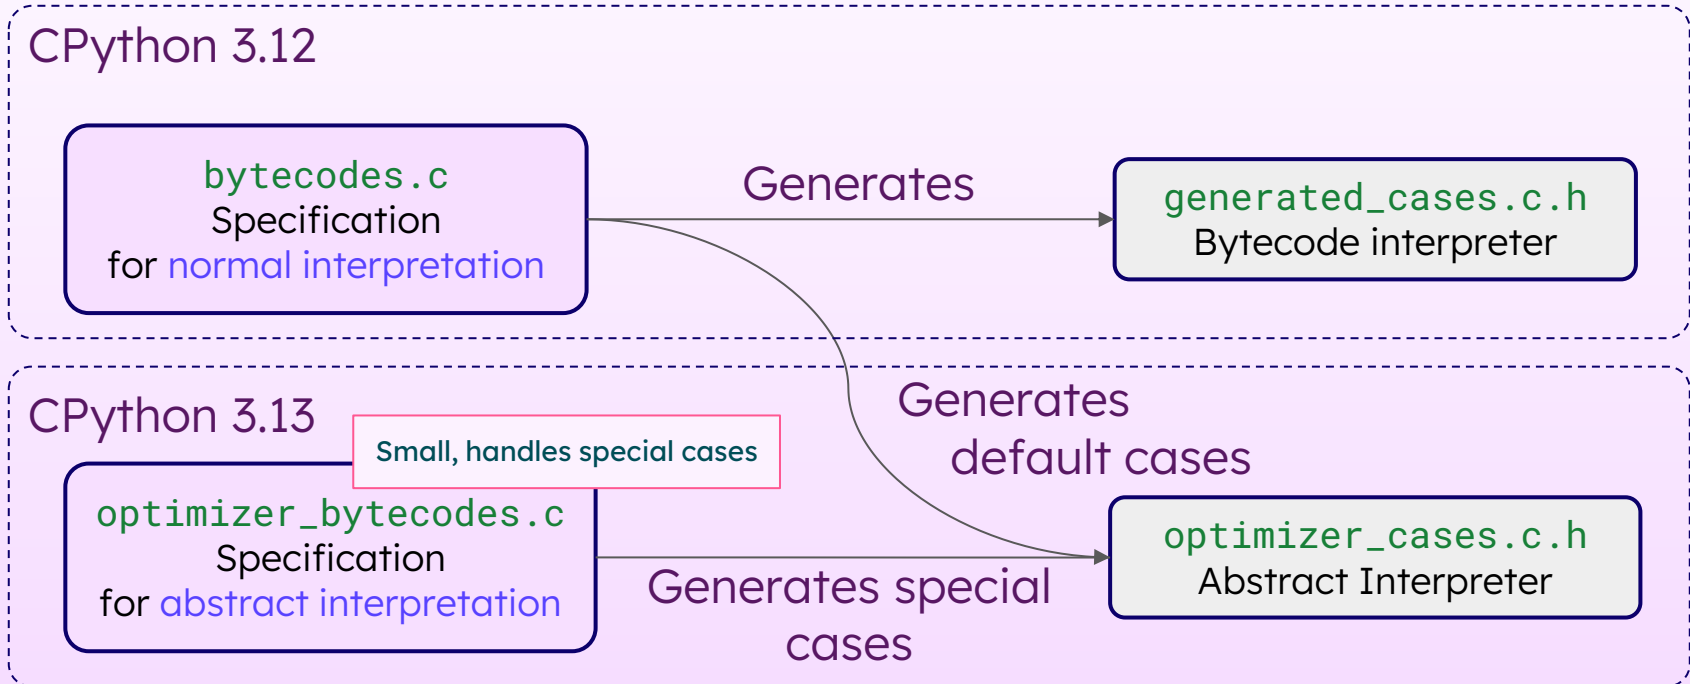 CPython 3.12
bytecodes.c
Specification
for normal interpretation
Generates
generated_cases.c.h
Bytecode interpreter
CPython 3.13
Small, handles special cases
optimizer_bytecodes.c
Specification
for abstract interpretation
Generates
default cases
Generates special
cases
optimizer_cases.c.h
Abstract Interpreter